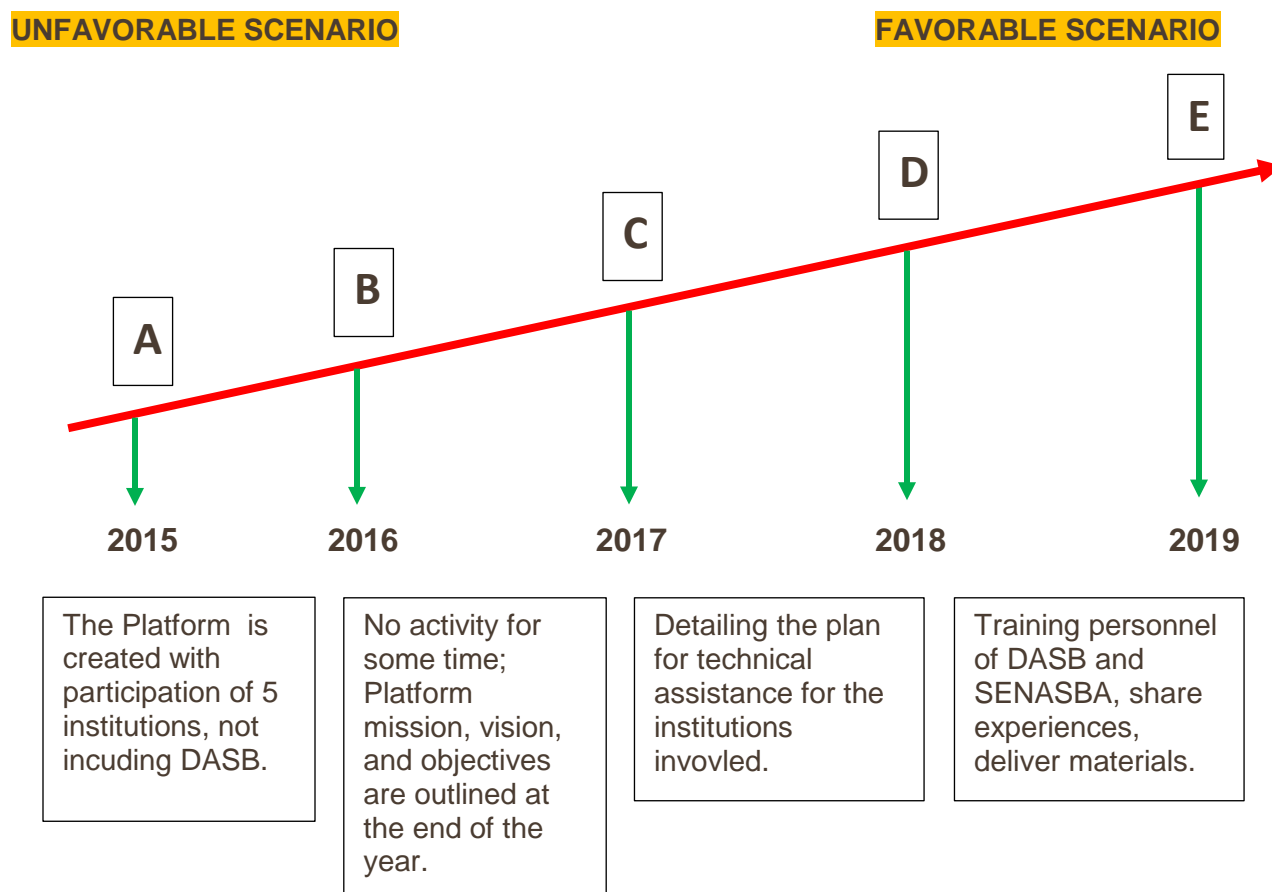 UNFAVORABLE SCENARIO
FAVORABLE SCENARIO
E
D
C
B
A
2015
2016
2017
2018
2019
The Platform is
created with
participation of 5
institutions, not
incuding DASB.
No activity for
some time;
Platform
mission, vision,
and objectives
are outlined at
the end of the
year.
Detailing the plan
for technical
assistance for the
institutions
invovled.
Training personnel
of DASB and
SENASBA, share
experiences,
deliver materials.